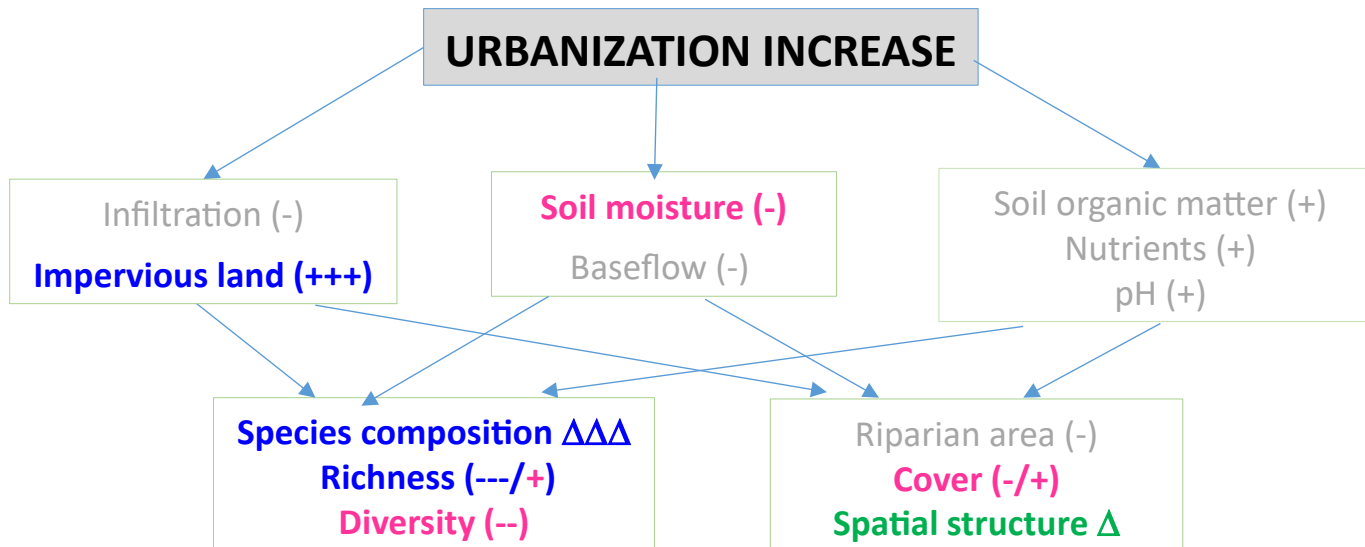 URBANIZATION INCREASE
Infiltration (-)
Impervious land (+++)
Soil moisture (-)
Baseflow (-)
Soil organic matter (+)
Nutrients (+)
pH (+)
Species composition ΔΔΔ
Richness (---/+)
Diversity (--)
Riparian area (-)
Cover (-/+)
Spatial structure Δ